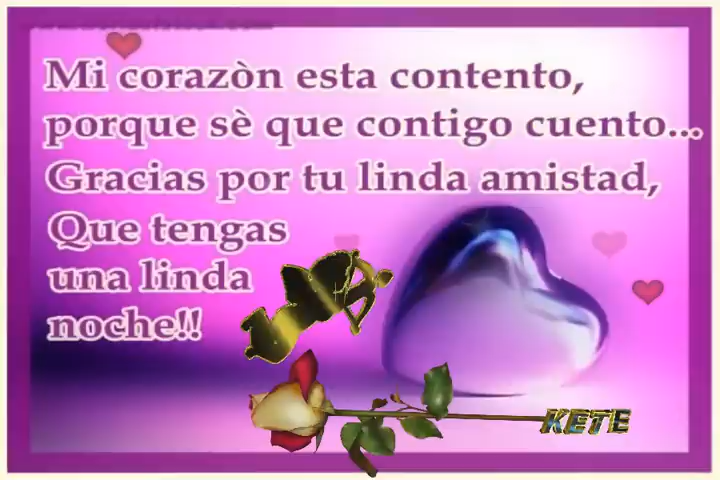 Mi corazòn esta contento,
porque sè que contigo cuento...
Gracias por tu linda amistad,
Que tengas
una linda
noche!!
KETE